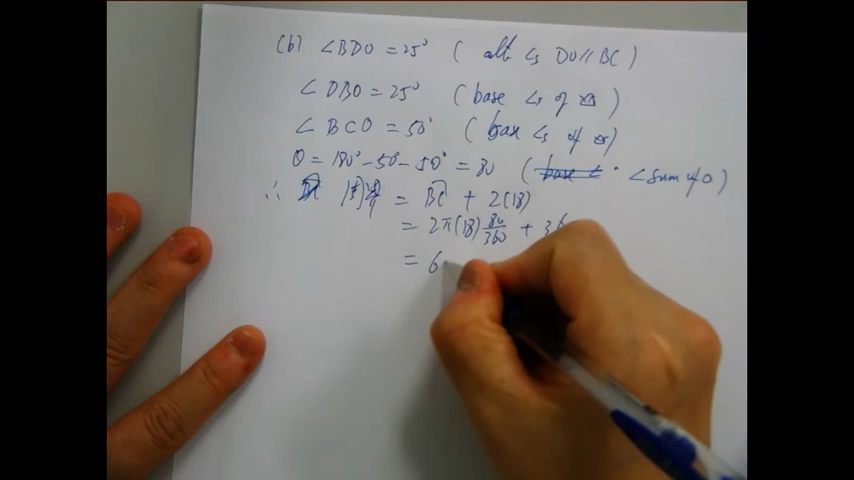 (b) ∠BDO = 25° ( alt ∠s DO // BC )
∠DBO = 25° (base ∠s of )
∠BCO = 50° (base ∠s of )
θ = 180° - 50° - 50° = 80 ( ∠sum of Δ )
∴ = BC + 2(18)
= 2π(18) 80/360 + 36
= 6